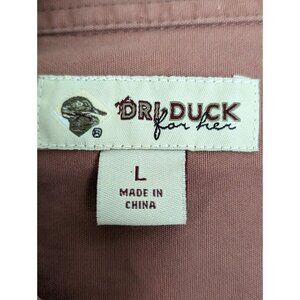 DRI DUCK
for her
®
L
MADE IN
CHINA